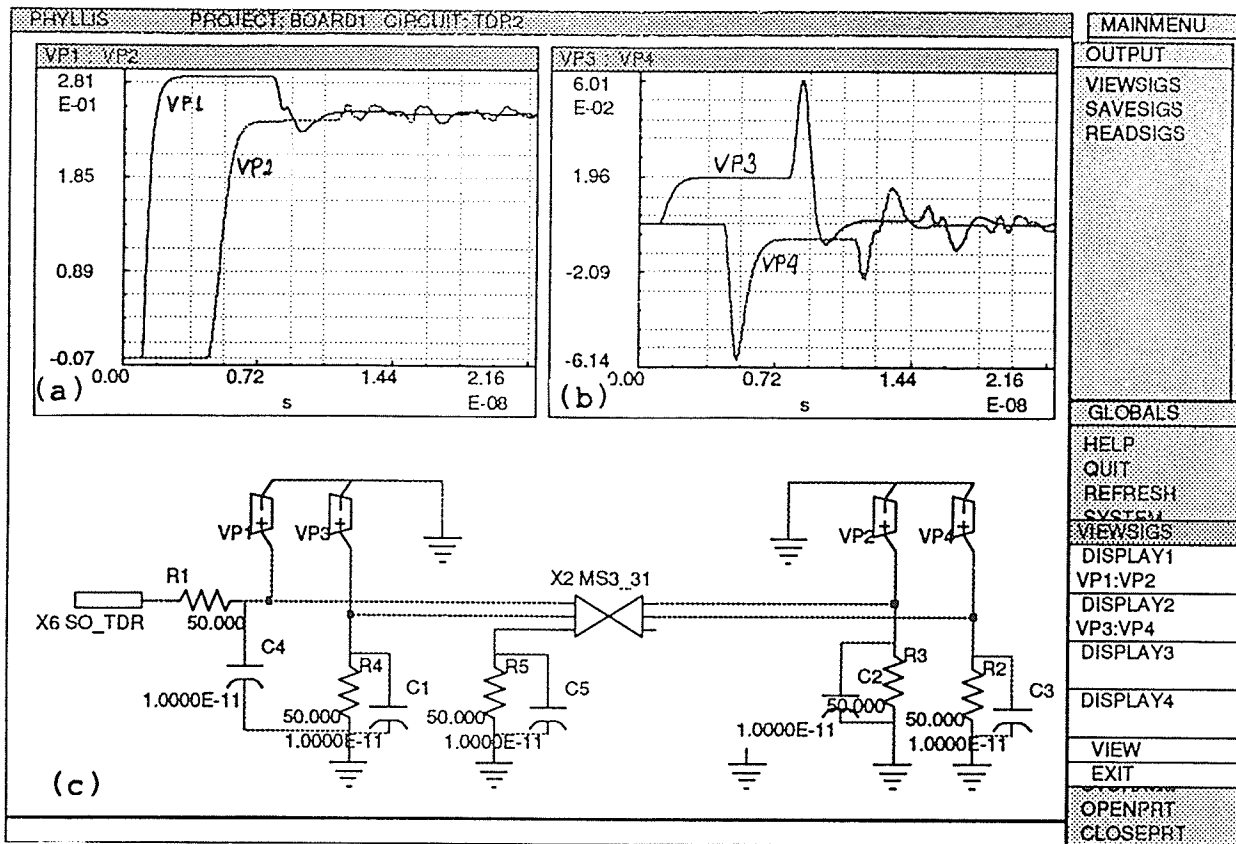 PHYLLIS PROJECT: BOARD1 CIRCUIT: TDR2
MAINMENU
OUTPUT
VIEWSIGS
SAVESIGS
READSIGS
VP1 : VP2
2.81
E-01
1.85
0.89
-0.07
VP1
VP2
0.00 0.72 1.44 2.16
s E-08
(a)
VP3 : VP4
6.01
E-02
1.96
-2.09
-6.14
VP3
VP4
0.00 0.72 1.44 2.16
s E-08
(b)
GLOBALS
HELP
QUIT
REFRESH
SYSTEM
VIEWSIGS
DISPLAY1
VP1:VP2
DISPLAY2
VP3:VP4
DISPLAY3
DISPLAY4
VIEW
EXIT
OPENPRT
CLOSEPRT
VP1 VP3
VP2 VP4
R1
X2 MS3_31
X6 SO_TDR 50.000
C4
R4
C1
R5
C5
R3
C2
R2
C3
1.0000E-11
50.000
1.0000E-11
50.000
1.0000E-11
50.000
1.0000E-11
50.000
1.0000E-11
(c)